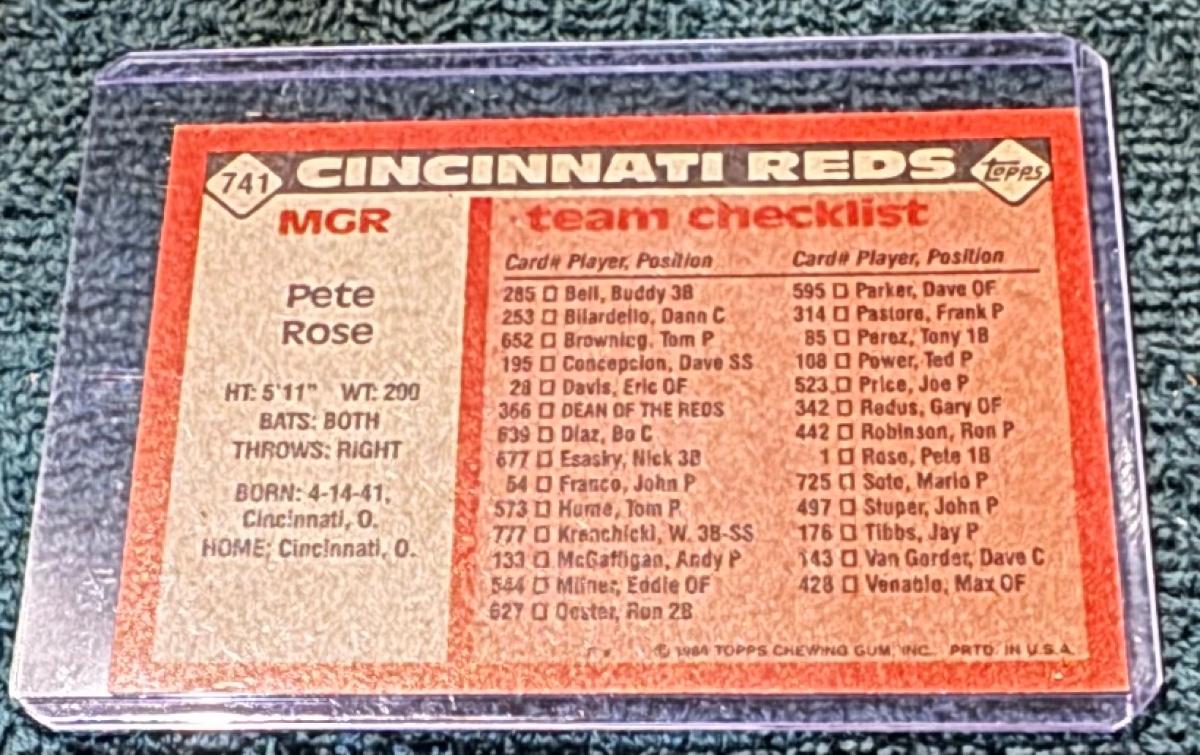 741 CINCINNATI REDS topps
MGR
Pete
Rose
HT: 5'11" WT: 200
BATS: BOTH
THROWS: RIGHT
BORN: 4-14-41,
Cincinnati, O.
HOME: Cincinnati, O.
team checklist
Card# Player, Position
285 Bell, Buddy 3B
253 Bilardello, Dann C
652 Browning, Tom P
195 Concepcion, Dave SS
28 Davis, Eric OF
366 DEAN OF THE REDS
639 Diaz, Bo C
677 Esasky, Nick 3B
54 Franco, John P
573 Hume, Tom P
777 Krenchicki, W. 3B-SS
133 McGaffigan, Andy P
544 Milner, Eddie OF
627 Oester, Ron 2B
Card# Player, Position
595 Parker, Dave OF
314 Pastore, Frank P
85 Perez, Tony 1B
108 Power, Ted P
523 Price, Joe P
342 Redus, Gary OF
442 Robinson, Ron P
1 Rose, Pete 1B
725 Soto, Mario P
497 Stuper, John P
176 Tibbs, Jay P
143 Van Gorder, Dave C
428 Venable, Max OF
© TOPPS CHEWING GUM, INC. PRTD. IN U.S.A.